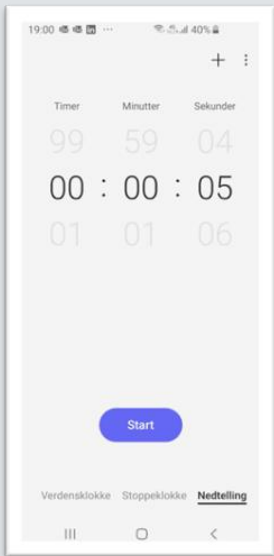 19:00 40%
Timer Minutter Sekunder
99 59 04
00 : 00 : 05
01 01 06
Start
Verdensklokke Stoppeklokke Nedtelling